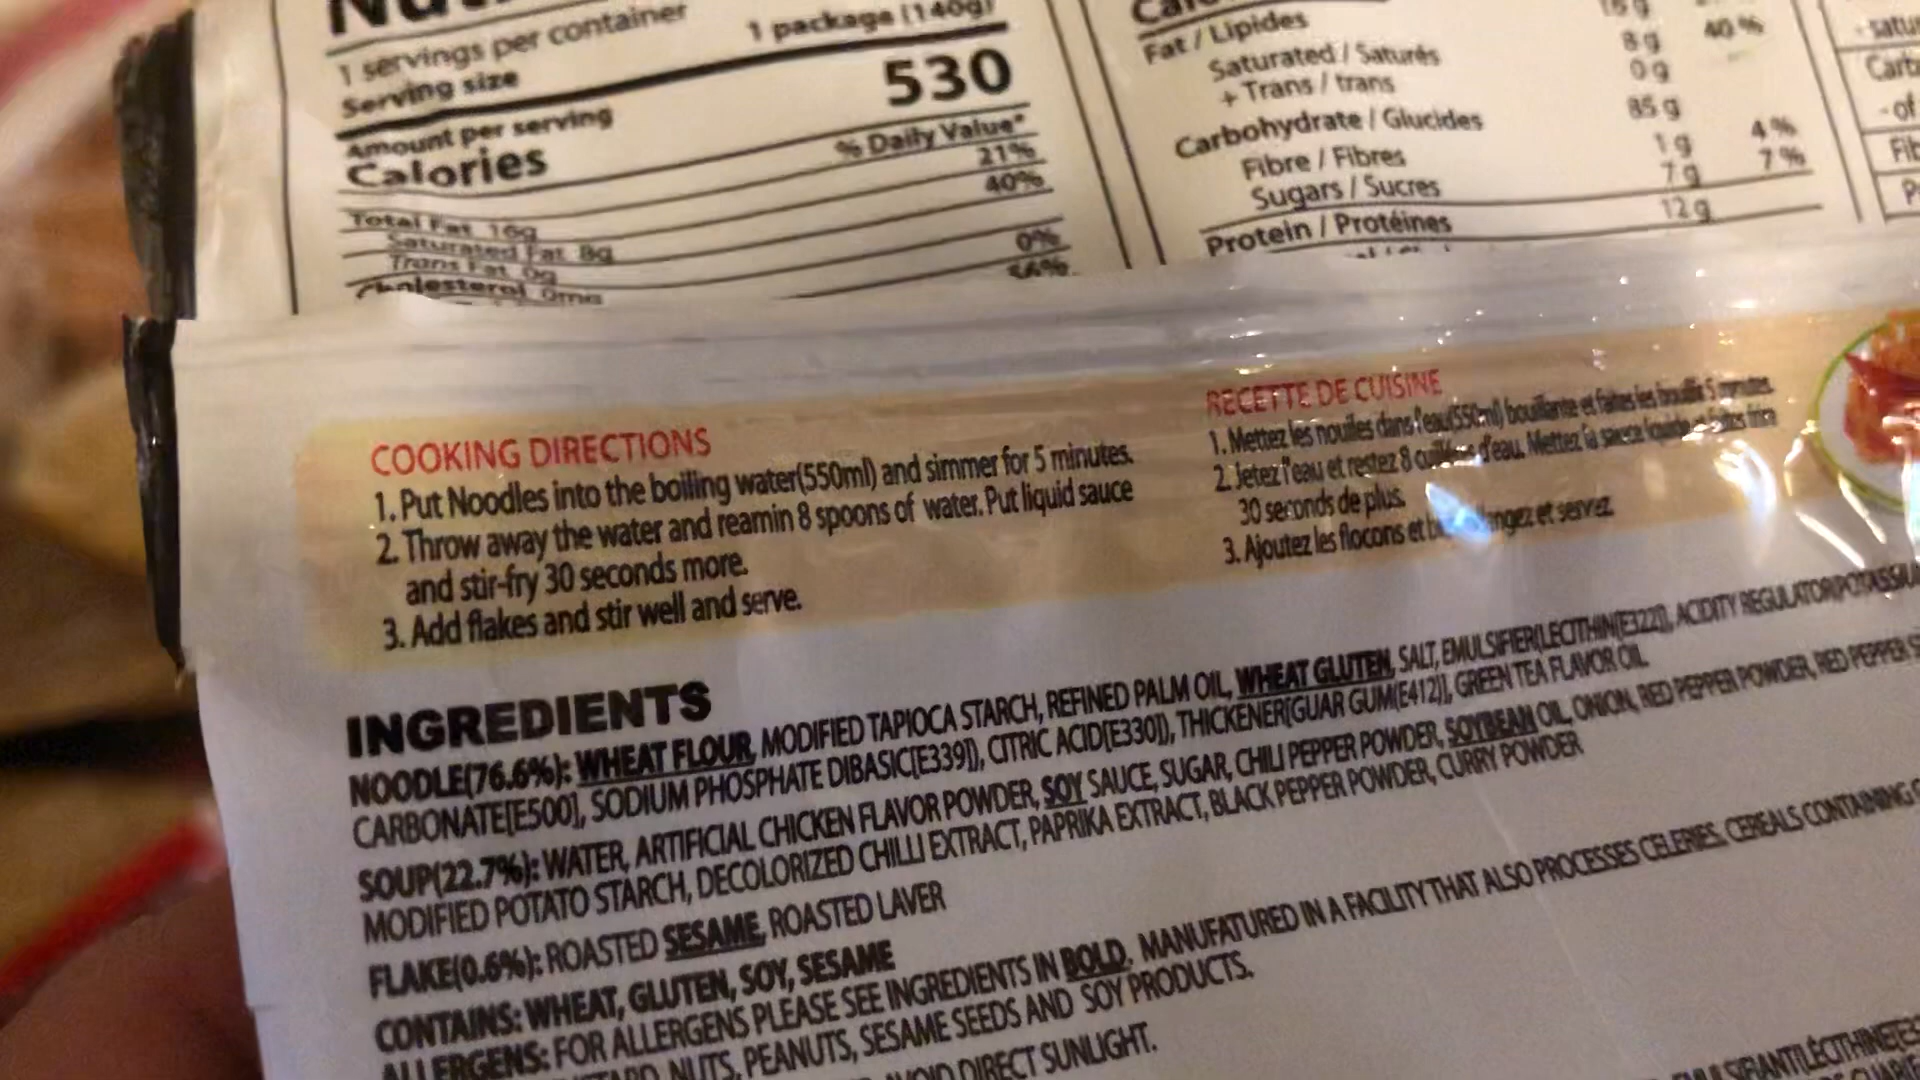 1 servings per container
Serving size 1 package (140g)
Amount per serving
Calories 530
% Daily Value*
Total Fat 16g 21%
Saturated Fat 8g 40%
Trans Fat 0g
Cholesterol 0mg 0%
Fat / Lipides
Saturated / Saturés 8 g 40 %
+ Trans / trans 0 g
Carbohydrate / Glucides 85 g
Fibre / Fibres 1 g 4 %
Sugars / Sucres 7 g 7 %
Protein / Protéines 12 g
COOKING DIRECTIONS
1. Put Noodles into the boiling water(550ml) and simmer for 5 minutes.
2. Throw away the water and reamin 8 spoons of water. Put liquid sauce
and stir-fry 30 seconds more.
3. Add flakes and stir well and serve.
RECETTE DE CUISINE
1. Mettez les nouilles dans l'eau(550ml) bouillante et faites les 5 minutes.
2. Jetez l'eau et restez 8 d'eau. Mettez la sauce liquide et
30 seconds de plus.
3. Ajoutez les flocons et et servez.
INGREDIENTS
NOODLE(76.6%): WHEAT FLOUR, MODIFIED TAPIOCA STARCH, REFINED PALM OIL, WHEAT GLUTEN, SALT, EMULSIFIER[LECITHIN(E322)], ACIDITY REGULATOR(POTASSIUM
CARBONATE[E500], SODIUM PHOSPHATE DIBASIC[E339]), CITRIC ACID[E330]), THICKENER[GUAR GUM(E412)], GREEN TEA FLAVOR OIL
SOUP(22.7%): WATER, ARTIFICIAL CHICKEN FLAVOR POWDER, SOY SAUCE, SUGAR, CHILI PEPPER POWDER, SOYBEAN OIL, ONION, RED PEPPER POWDER, RED PEPPER
MODIFIED POTATO STARCH, DECOLORIZED CHILLI EXTRACT, PAPRIKA EXTRACT, BLACK PEPPER POWDER, CURRY POWDER
FLAKE(0.6%): ROASTED SESAME, ROASTED LAVER
CONTAINS: WHEAT, GLUTEN, SOY, SESAME
ALLERGENS: FOR ALLERGENS PLEASE SEE INGREDIENTS IN BOLD. MANUFATURED IN A FACILITY THAT ALSO PROCESSES CELERIES, CEREALS CONTAINING
NUTS, PEANUTS, SESAME SEEDS AND SOY PRODUCTS.
AVOID DIRECT SUNLIGHT.